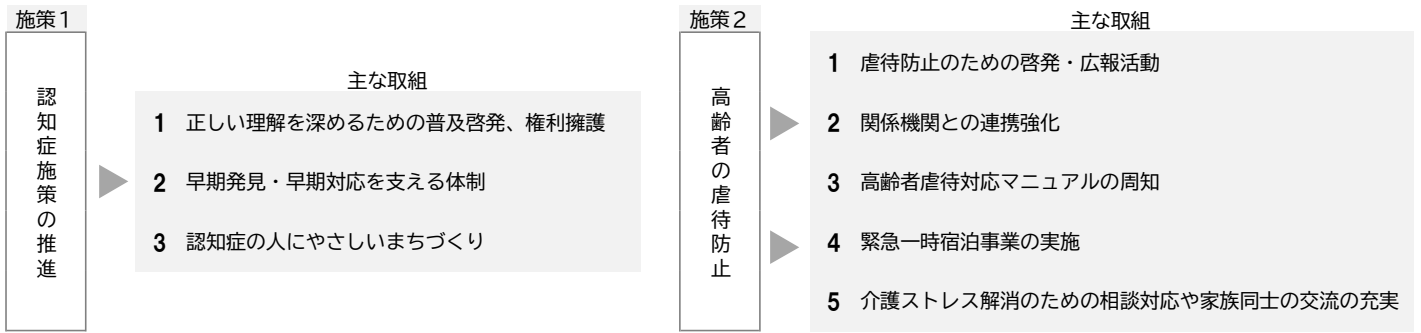 施策1
認知症施策の推進
主な取組
1 正しい理解を深めるための普及啓発、権利擁護
2 早期発見・早期対応を支える体制
3 認知症の人にやさしいまちづくり
施策2
高齢者の虐待防止
主な取組
1 虐待防止のための啓発・広報活動
2 関係機関との連携強化
3 高齢者虐待対応マニュアルの周知
4 緊急一時宿泊事業の実施
5 介護ストレス解消のための相談対応や家族同士の交流の充実